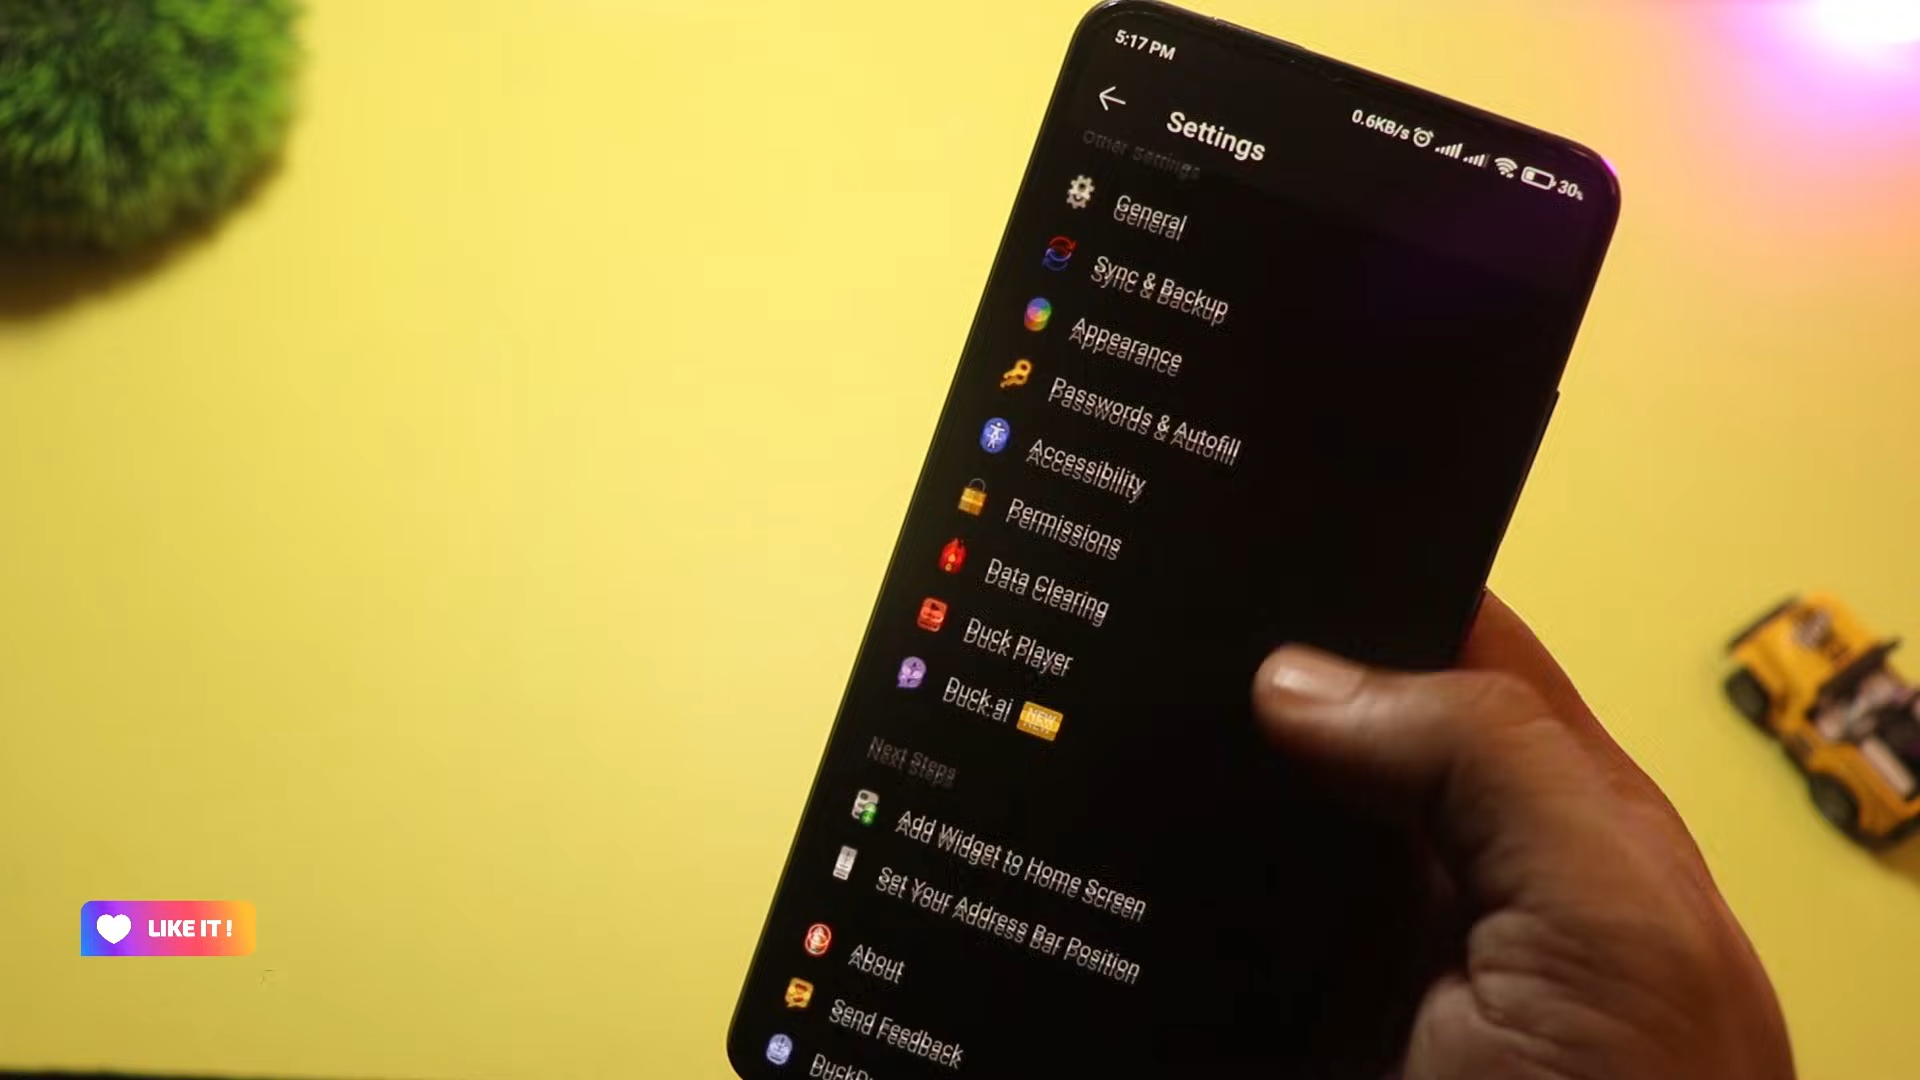 5:17 PM
0.6KB/s
30%
Settings
Other Settings
General
Sync & Backup
Appearance
Passwords & Autofill
Accessibility
Permissions
Data Clearing
Duck Player
Duck.ai NEW
Next Steps
Add Widget to Home Screen
Set Your Address Bar Position
About
Send Feedback
LIKE IT !